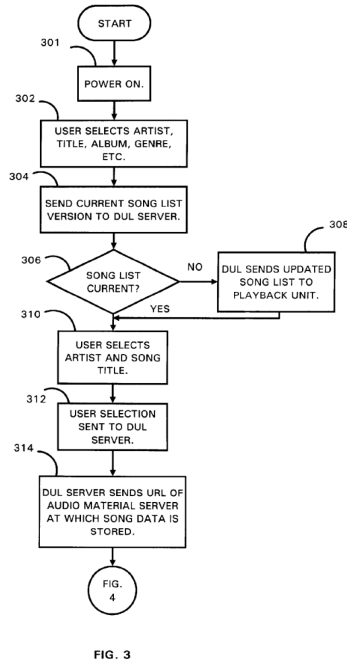 START
301
POWER ON.
302
USER SELECTS ARTIST,
TITLE, ALBUM, GENRE,
ETC.
304
SEND CURRENT SONG LIST
VERSION TO DUL SERVER.
306
SONG LIST
CURRENT?
NO
308
DUL SENDS UPDATED
SONG LIST TO
PLAYBACK UNIT.
YES
310
USER SELECTS
ARTIST AND SONG
TITLE.
312
USER SELECTION
SENT TO DUL
SERVER.
314
DUL SERVER SENDS URL OF
AUDIO MATERIAL SERVER
AT WHICH SONG DATA IS
STORED.
FIG.
4
FIG. 3